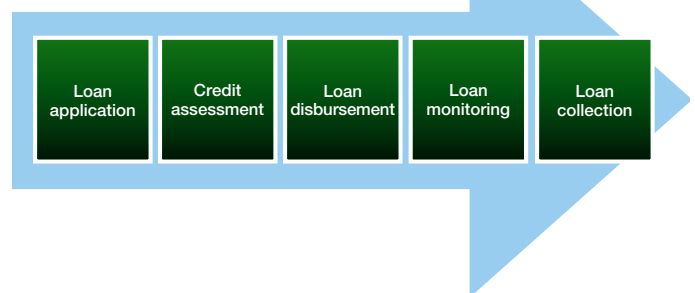 Loan
application
Credit
assessment
Loan
disbursement
Loan
monitoring
Loan
collection